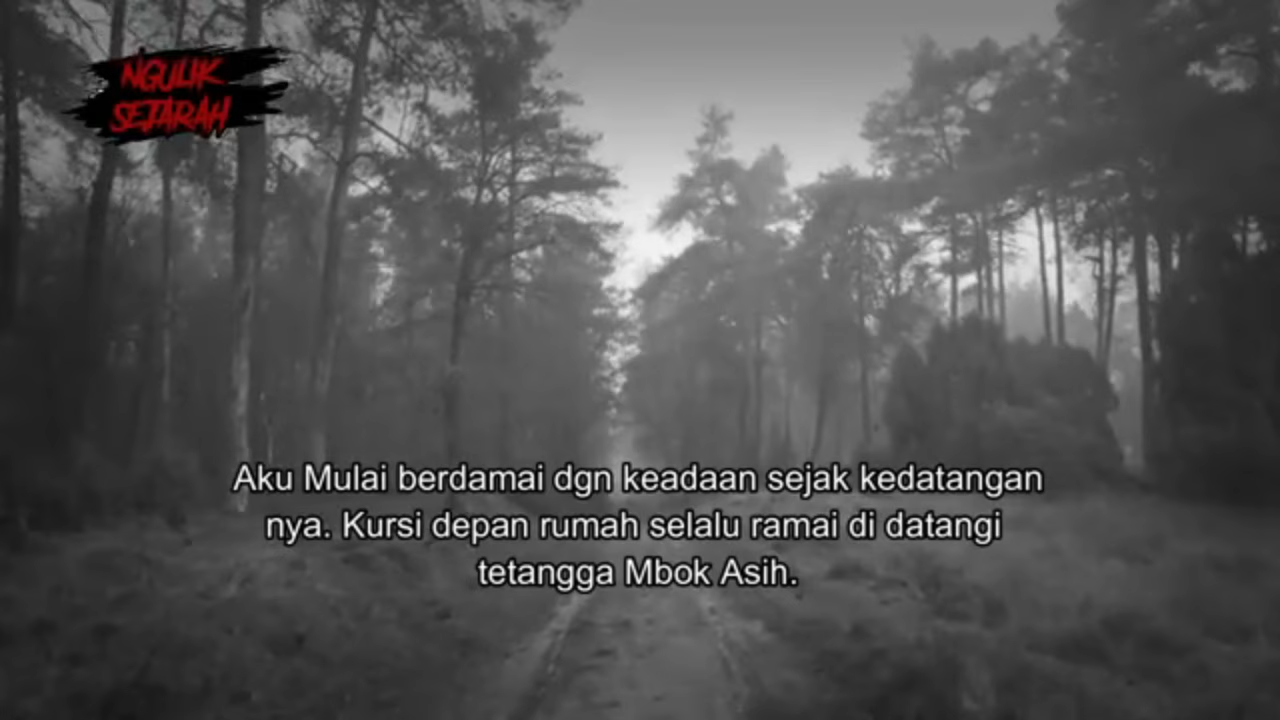 NGULIK
SEJARAH
Aku Mulai berdamai dgn keadaan sejak kedatangan
nya. Kursi depan rumah selalu ramai di datangi
tetangga Mbok Asih.